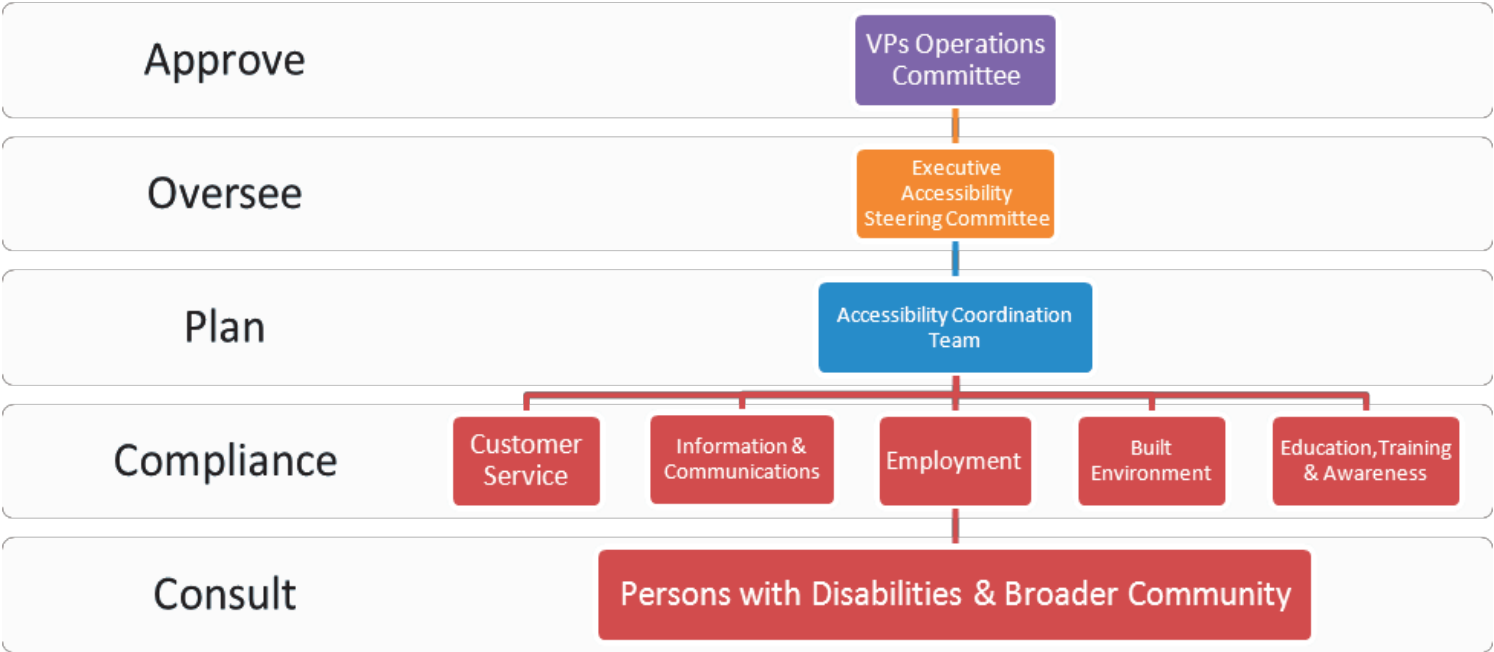 Approve
VPs Operations
Committee
Oversee
Executive
Accessibility
Steering Committee
Plan
Accessibility Coordination
Team
Compliance
Customer
Service
Information &
Communications
Employment
Built
Environment
Education,Training
& Awareness
Consult
Persons with Disabilities & Broader Community